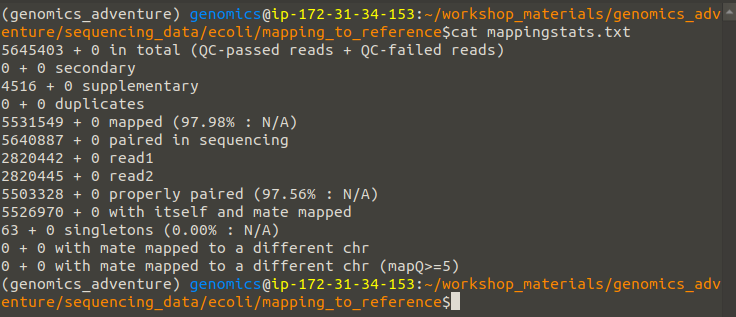 (genomics_adventure) genomics@ip-172-31-34-153:~/workshop_materials/genomics_adv
enture/sequencing_data/ecoli/mapping_to_reference$cat mappingstats.txt
5645403 + 0 in total (QC-passed reads + QC-failed reads)
0 + 0 secondary
4516 + 0 supplementary
0 + 0 duplicates
5531549 + 0 mapped (97.98% : N/A)
5640887 + 0 paired in sequencing
2820442 + 0 read1
2820445 + 0 read2
5503328 + 0 properly paired (97.56% : N/A)
5526970 + 0 with itself and mate mapped
63 + 0 singletons (0.00% : N/A)
0 + 0 with mate mapped to a different chr
0 + 0 with mate mapped to a different chr (mapQ>=5)
(genomics_adventure) genomics@ip-172-31-34-153:~/workshop_materials/genomics_adv
enture/sequencing_data/ecoli/mapping_to_reference$